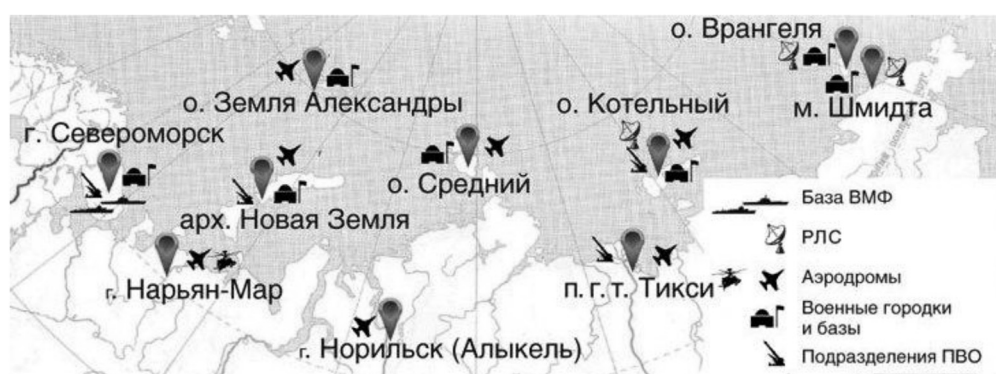 о. Врангеля
о. Земля Александры
о. Котельный
м. Шмидта
г. Североморск
о. Средний
арх. Новая Земля
г. Нарьян-Мар
п. г. т. Тикси
г. Норильск (Алыкель)
База ВМФ
РЛС
Аэродромы
Военные городки
и базы
Подразделения ПВО